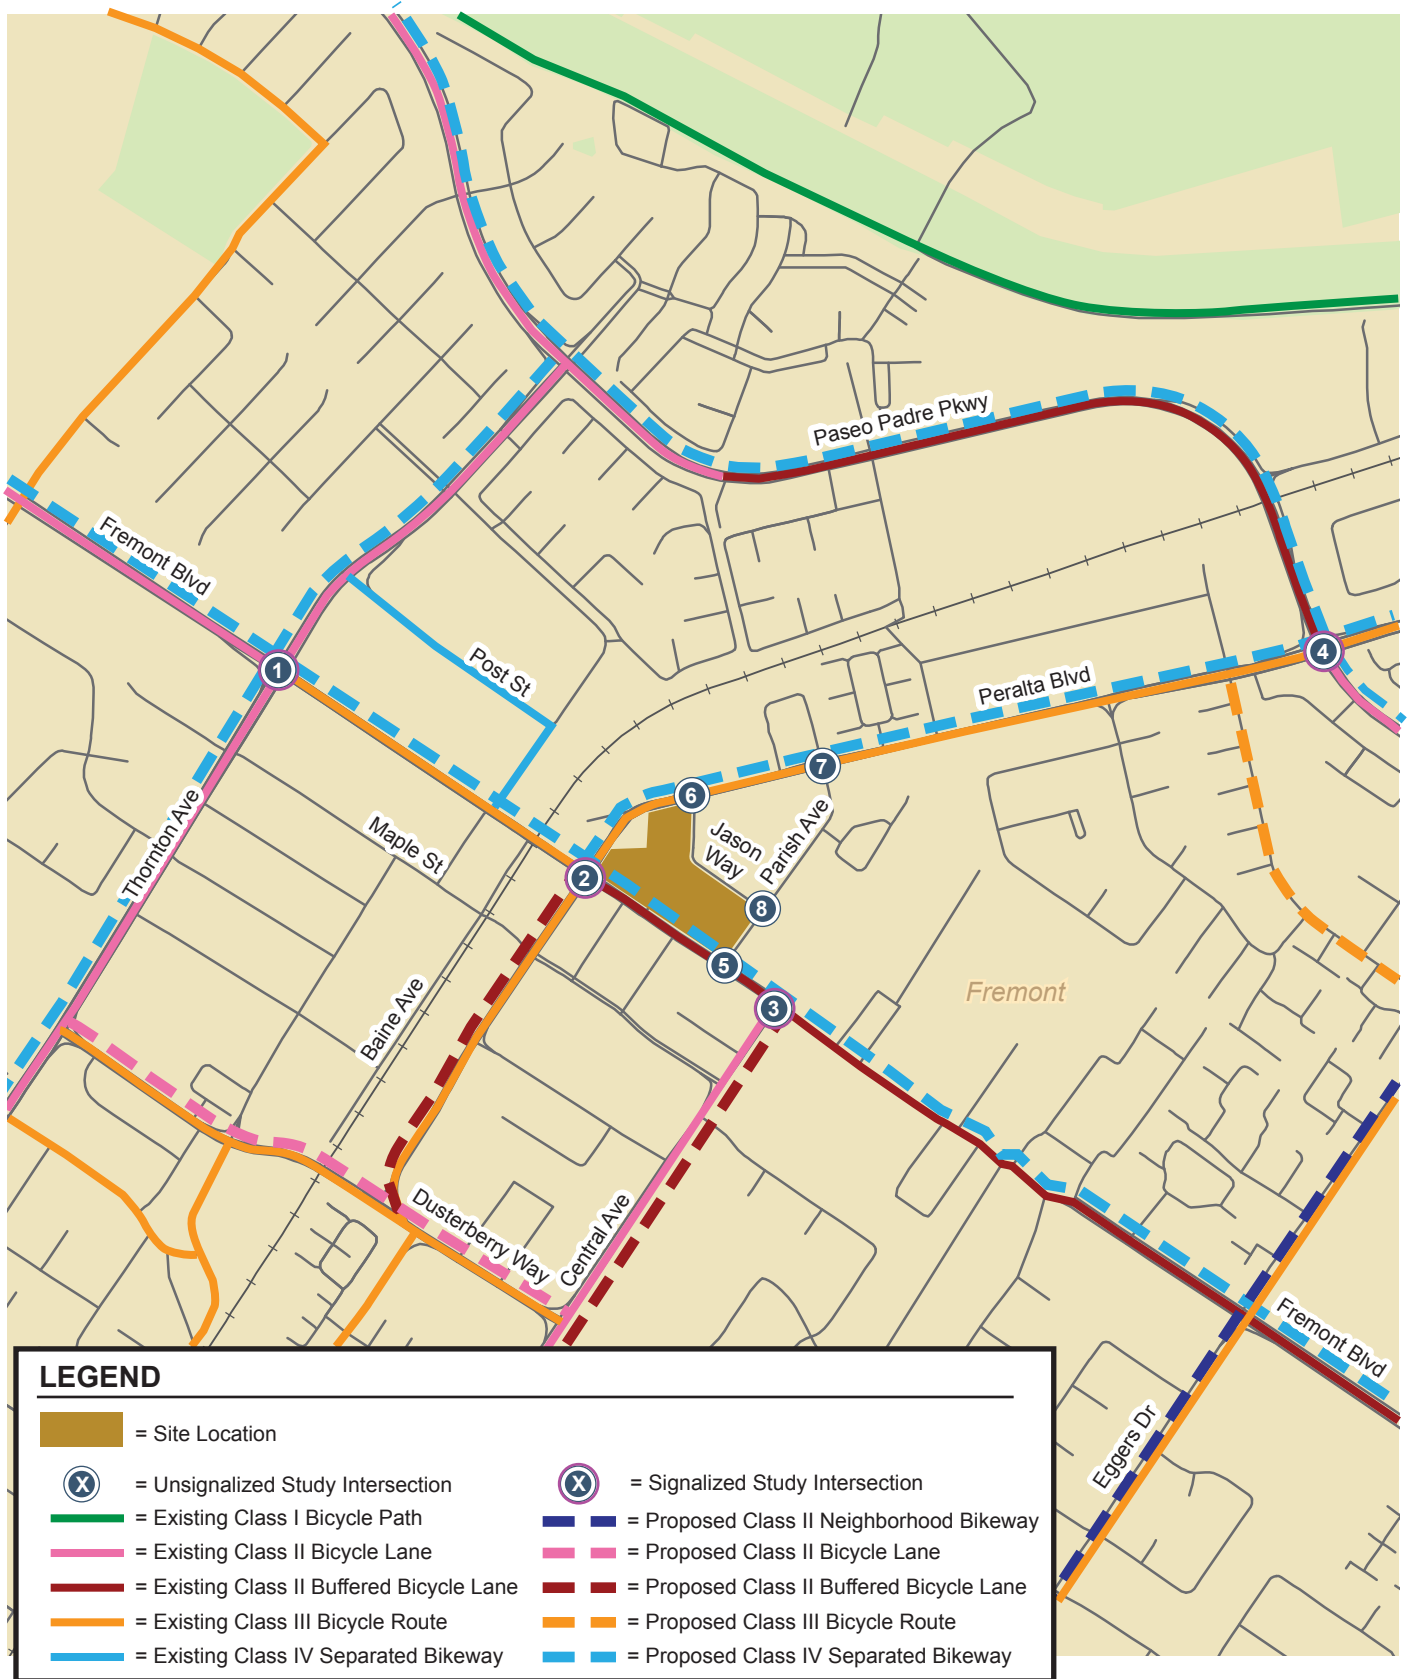 Paseo Padre Pkwy
Fremont Blvd
Post St
1
4
Peralta Blvd
7
6
Thornton Ave
Maple St
Jason
Way
Parish Ave
2
8
5
3
Fremont
Baine Ave
Dusterberry Way
Central Ave
Fremont Blvd
Eggers Dr
LEGEND
= Site Location
X = Unsignalized Study Intersection
X = Signalized Study Intersection
= Existing Class I Bicycle Path
= Proposed Class II Neighborhood Bikeway
= Existing Class II Bicycle Lane
= Proposed Class II Bicycle Lane
= Existing Class II Buffered Bicycle Lane
= Proposed Class II Buffered Bicycle Lane
= Existing Class III Bicycle Route
= Proposed Class III Bicycle Route
= Existing Class IV Separated Bikeway
= Proposed Class IV Separated Bikeway